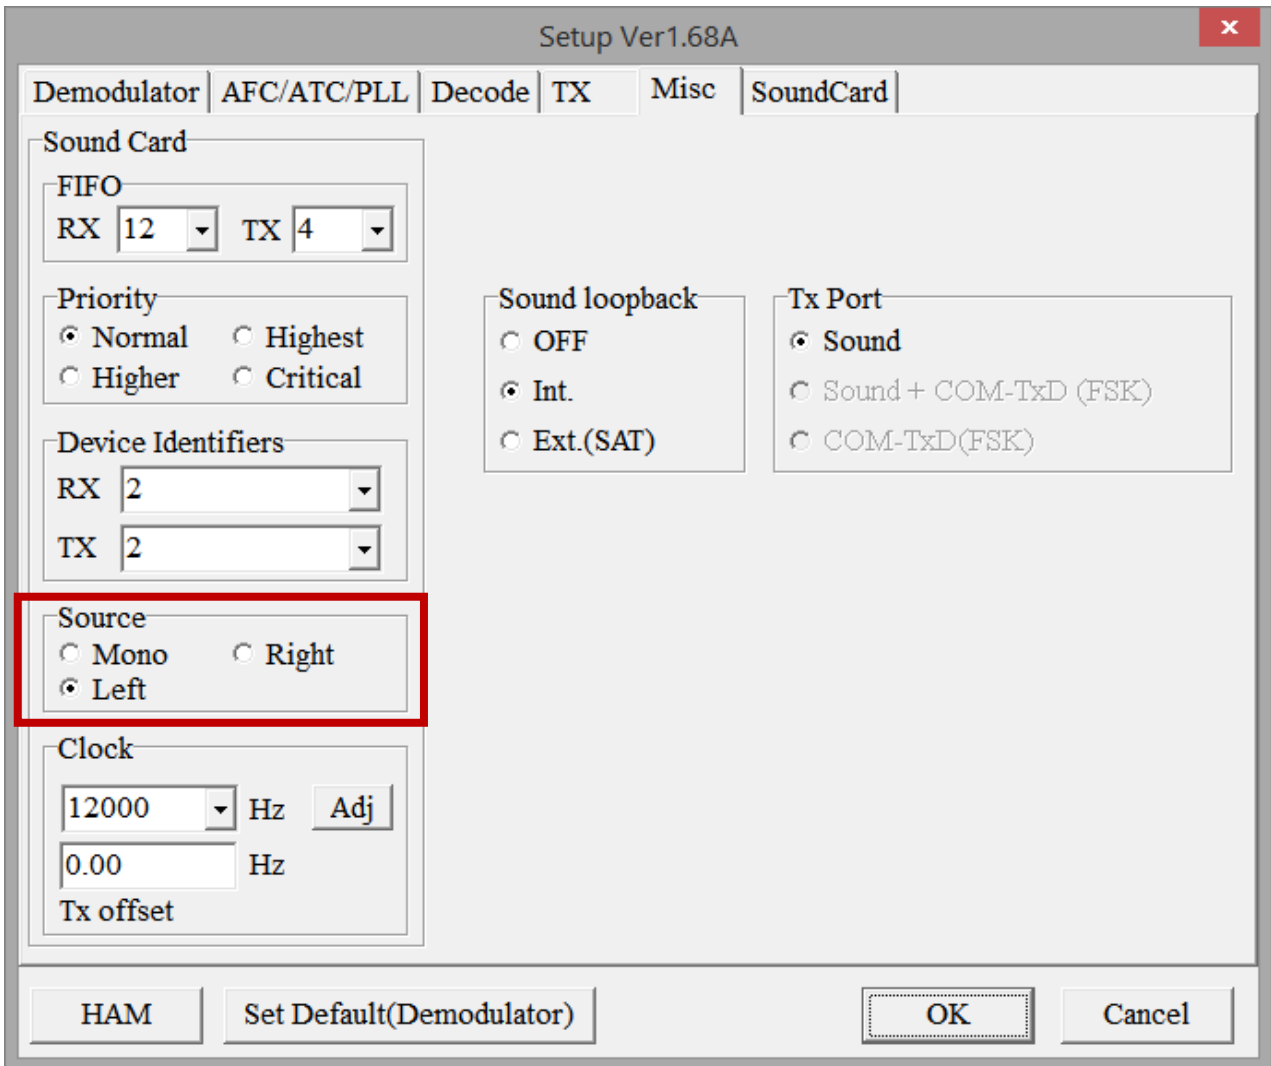 Setup Ver1.68A
x
Demodulator AFC/ATC/PLL Decode TX Misc SoundCard
Sound Card
FIFO
RX 12 TX 4
Priority
Normal Highest
Higher Critical
Device Identifiers
RX 2
TX 2
Source
Mono Right
Left
Clock
12000 Hz Adj
0.00 Hz
Tx offset
Sound loopback
OFF
Int.
Ext.(SAT)
Tx Port
Sound
Sound + COM-TxD (FSK)
COM-TxD(FSK)
HAM Set Default(Demodulator) OK Cancel